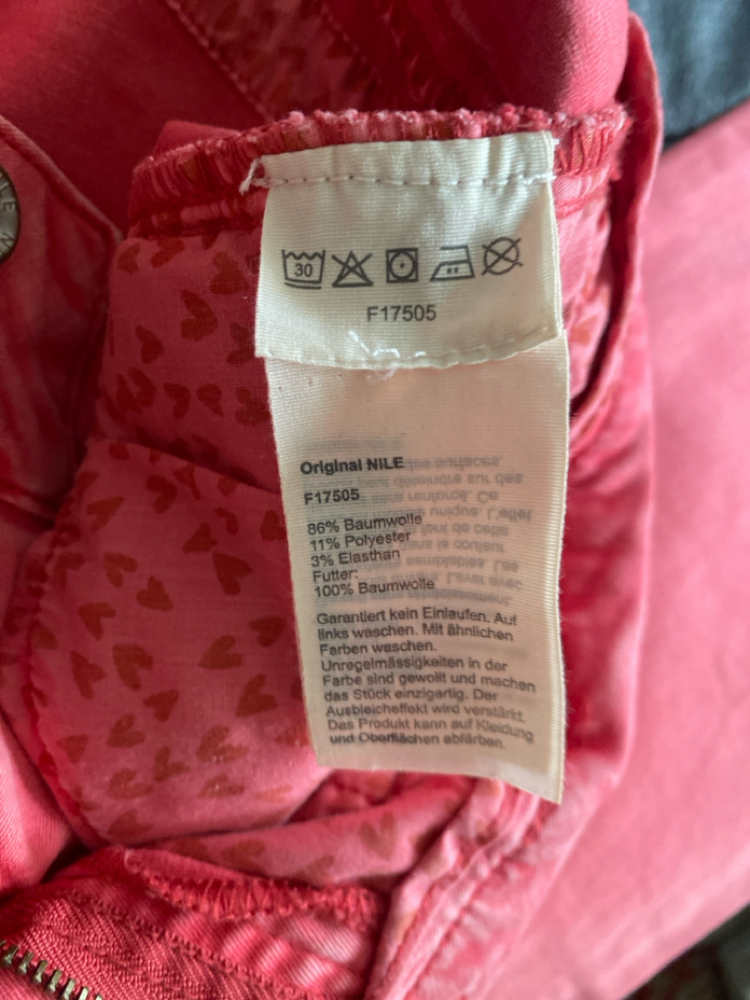 30
F17505
Original NILE
F17505
86% Baumwolle
11% Polyester
3% Elasthan
Futter:
100% Baumwolle
Garantiert kein Einlaufen. Auf
links waschen. Mit ähnlichen
Farben waschen.
Unregelmässigkeiten in der
Farbe sind gewollt und machen
das Stück einzigartig. Der
Ausbleicheffekt wird verstärkt.
Das Produkt kann auf Kleidung
und Oberflächen abfärben.